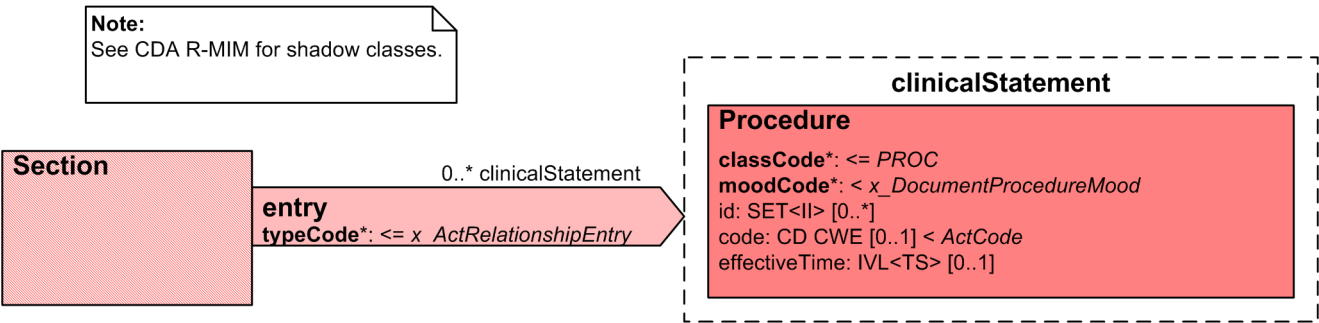 Note:
See CDA R-MIM for shadow classes.
clinicalStatement
Procedure
classCode*: <= PROC
moodCode*: < x_DocumentProcedureMood
id: SET<II> [0..*]
code: CD CWE [0..1] < ActCode
effectiveTime: IVL<TS> [0..1]
Section
0..* clinicalStatement
entry
typeCode*: <= x_ActRelationshipEntry